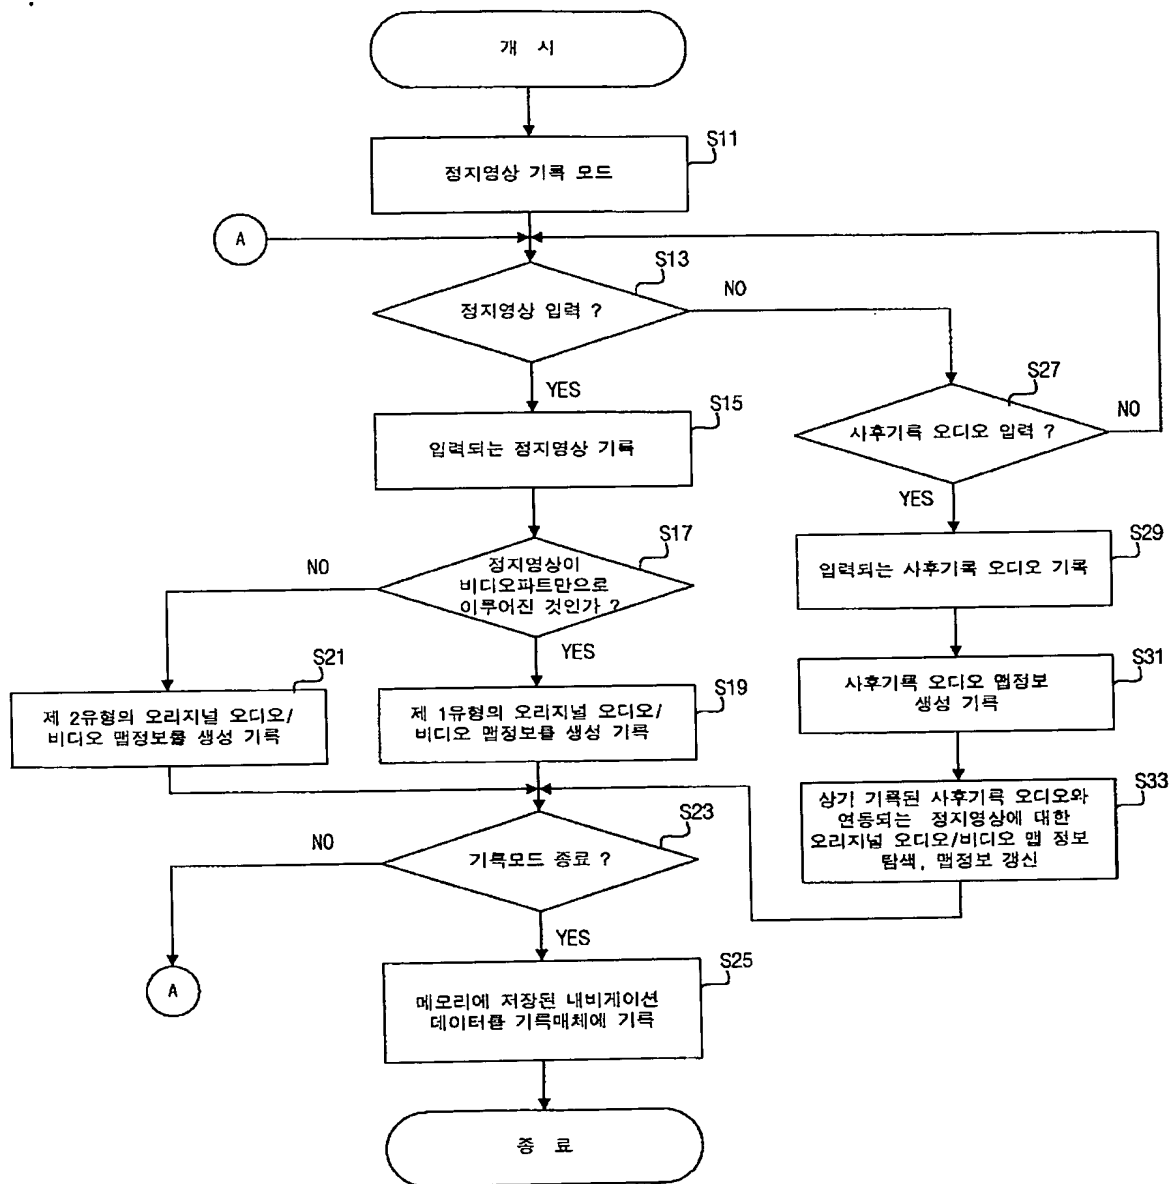 개 시
S11
정지영상 기록 모드
A
S13
정지영상 입력 ?
NO
YES
S27
사후기록 오디오 입력 ?
NO
YES
S15
입력되는 정지영상 기록
S17
정지영상이
비디오파트만으로
이루어진 것인가 ?
NO
YES
S29
입력되는 사후기록 오디오 기록
S31
사후기록 오디오 맵정보
생성 기록
S21
제 2유형의 오리지널 오디오/
비디오 맵정보를 생성 기록
S19
제 1유형의 오리지널 오디오/
비디오 맵정보를 생성 기록
S33
상기 기록된 사후기록 오디오와
연동되는 정지영상에 대한
오리지널 오디오/비디오 맵 정보
탐색, 맵정보 갱신
S23
기록모드 종료 ?
NO
YES
A
S25
메모리에 저장된 내비게이션
데이터를 기록매체에 기록
종 료